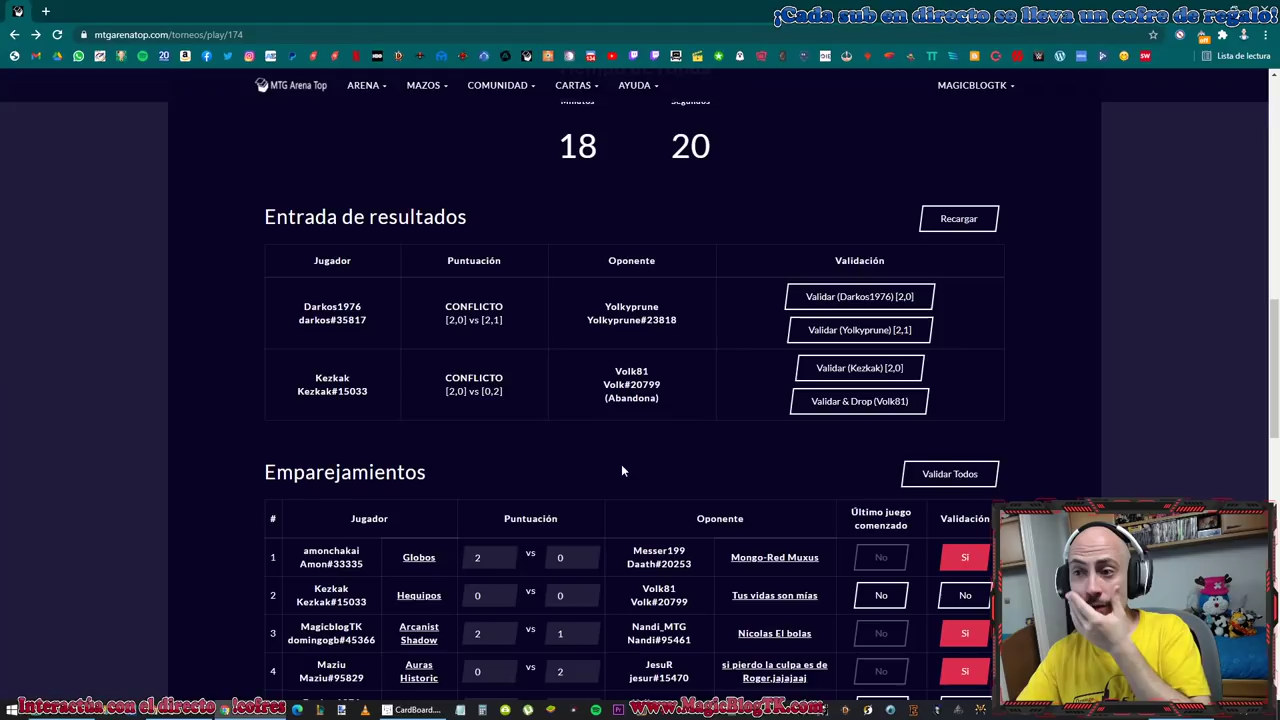 ¡Cada sub en directo se lleva un cofre de regalo!
mtgarenatop.com/torneos/play/174
Lista de lectura
MTG Arena Top ARENA MAZOS COMUNIDAD CARTAS AYUDA MAGICBLOGTK
Minutos Segundos
18 20
Entrada de resultados
Recargar
Jugador Puntuación Oponente Validación
Darkos1976 CONFLICTO Yolkyprune Validar (Darkos1976) [2,0]
darkos#35817 [2,0] vs [2,1] Yolkyprune#23818 Validar (Yolkyprune) [2,1]
Kezkak CONFLICTO Volk81 Validar (Kezkak) [2,0]
Kezkak#15033 [2,0] vs [0,2] Volk#20799
(Abandona) Validar & Drop (Volk81)
Emparejamientos
Validar Todos
# Jugador Puntuación Oponente Último juego comenzado Validación
1 amonchakai Globos 2 vs 0 Messer199 Mongo-Red Muxus No Si
Amon#33335 Daath#20253
2 Kezkak Hequipos 0 vs 0 Volk81 Tus vidas son mías No No
Kezkak#15033 Volk#20799
3 MagicblogTK Arcanist 2 vs 1 Nandi_MTG Nicolas El bolas No Si
domingogb#45366 Shadow Nandi#95461
4 Maziu Auras 0 vs 2 JesuR si pierdo la culpa es de No Si
Maziu#95829 Historic jesur#15470 Roger,jajajaaj
CardBoard....
Interactúa con el directo + !cofres
www.MagicBlogTK.com